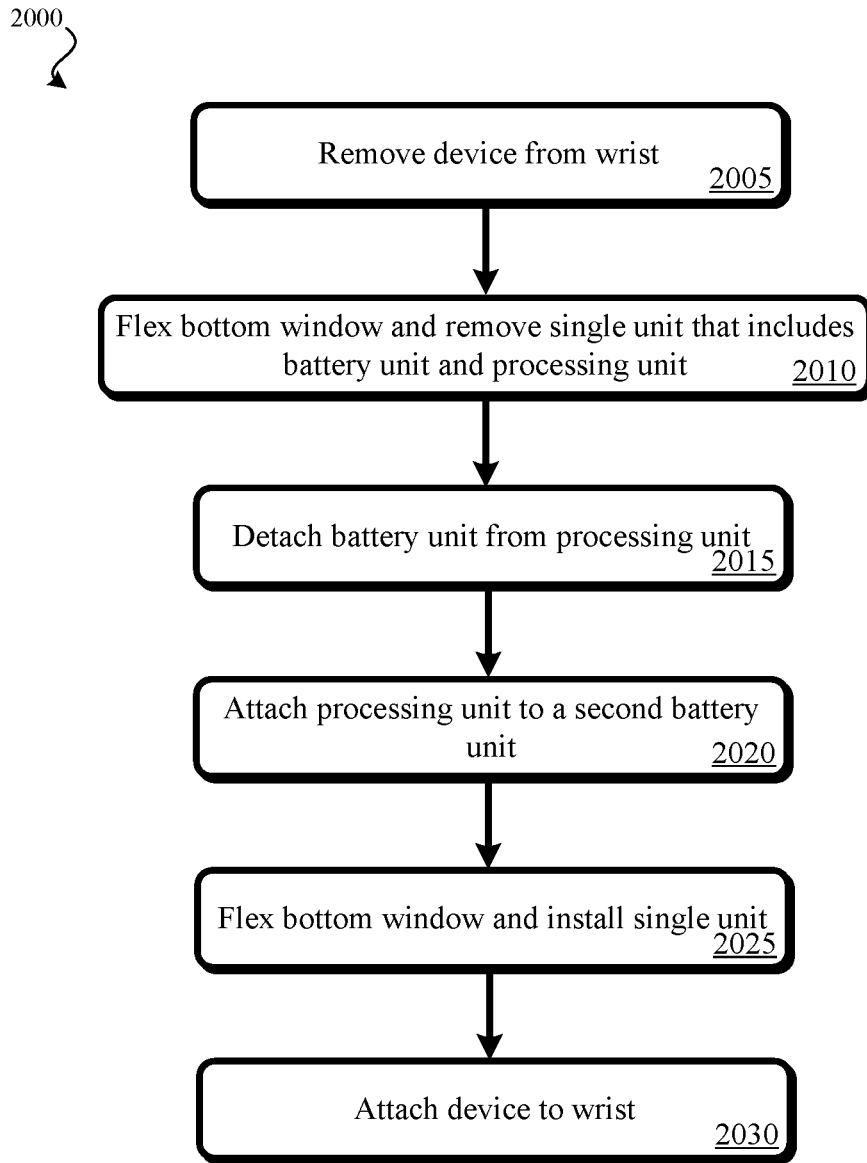 2000
Remove device from wrist
2005
Flex bottom window and remove single unit that includes
battery unit and processing unit
2010
Detach battery unit from processing unit
2015
Attach processing unit to a second battery
unit
2020
Flex bottom window and install single unit
2025
Attach device to wrist
2030